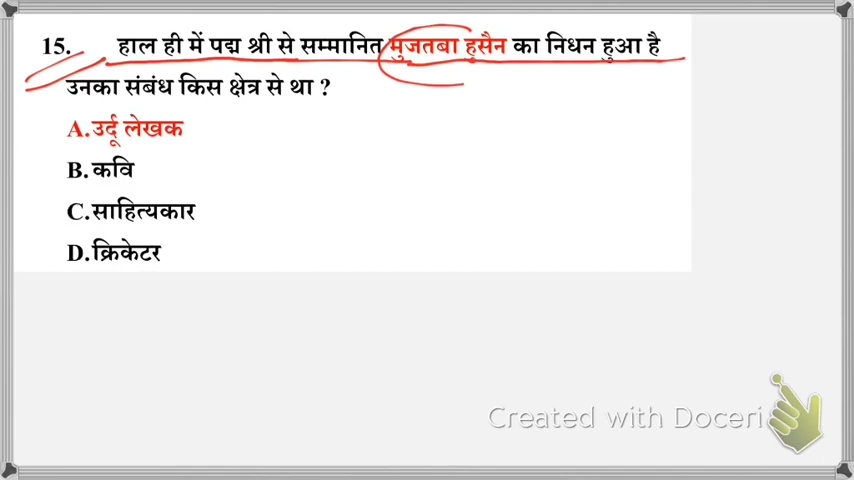 15. हाल ही में पद्म श्री से सम्मानित मुजतबा हुसैन का निधन हुआ है
उनका संबंध किस क्षेत्र से था ?
A.उर्दू लेखक
B.कवि
C.साहित्यकार
D.क्रिकेटर
Created with Doceri